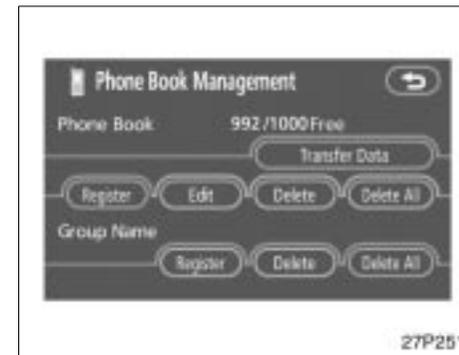 Phone Book Management
Phone Book 992/1000Free
Transfer Data
Register Edit Delete Delete All
Group Name
Register Delete Delete All
27P251